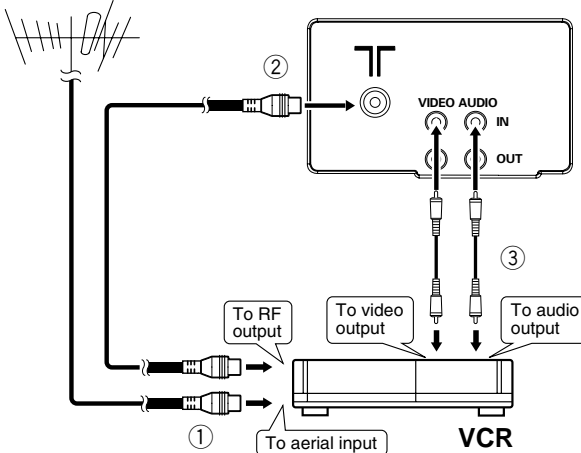 ②
VIDEO AUDIO
IN
OUT
③
To RF
output
To video
output
To audio
output
①
To aerial input
VCR